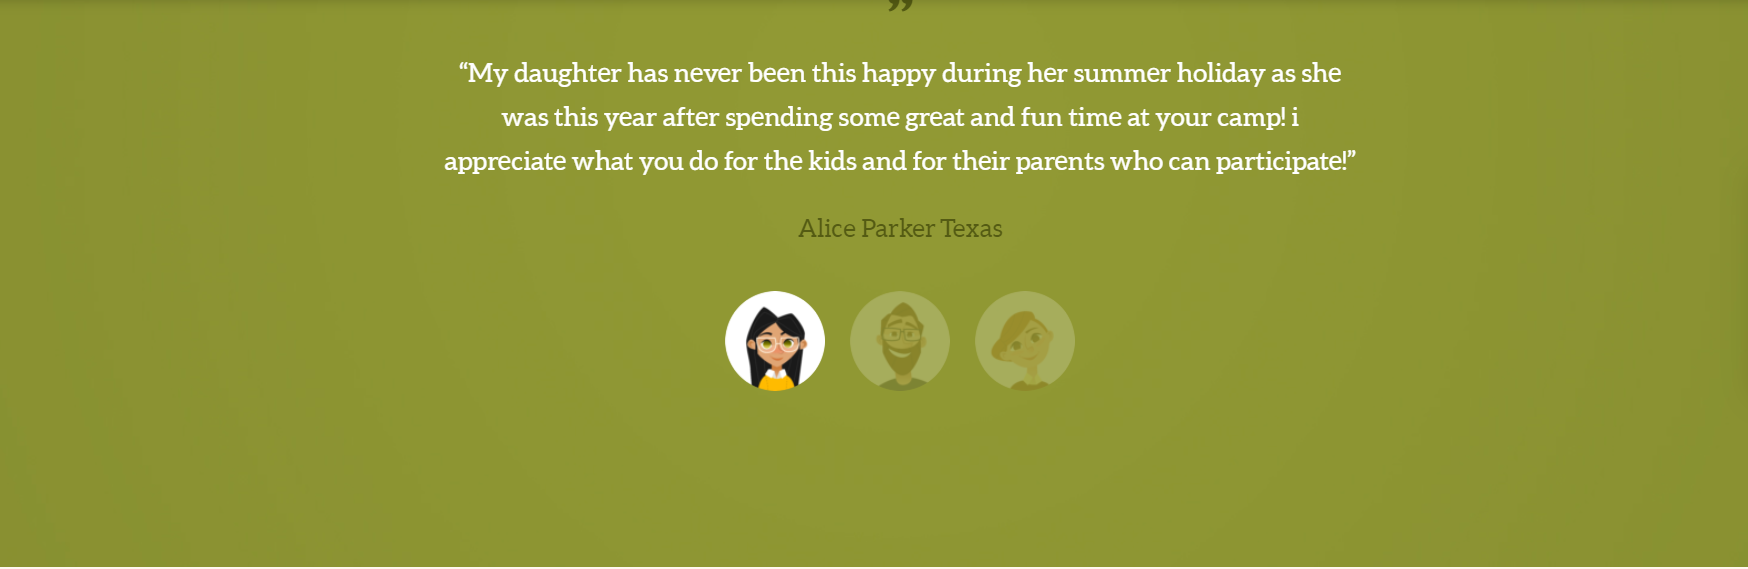 ”
“My daughter has never been this happy during her summer holiday as she
was this year after spending some great and fun time at your camp! i
appreciate what you do for the kids and for their parents who can participate!”
Alice Parker Texas